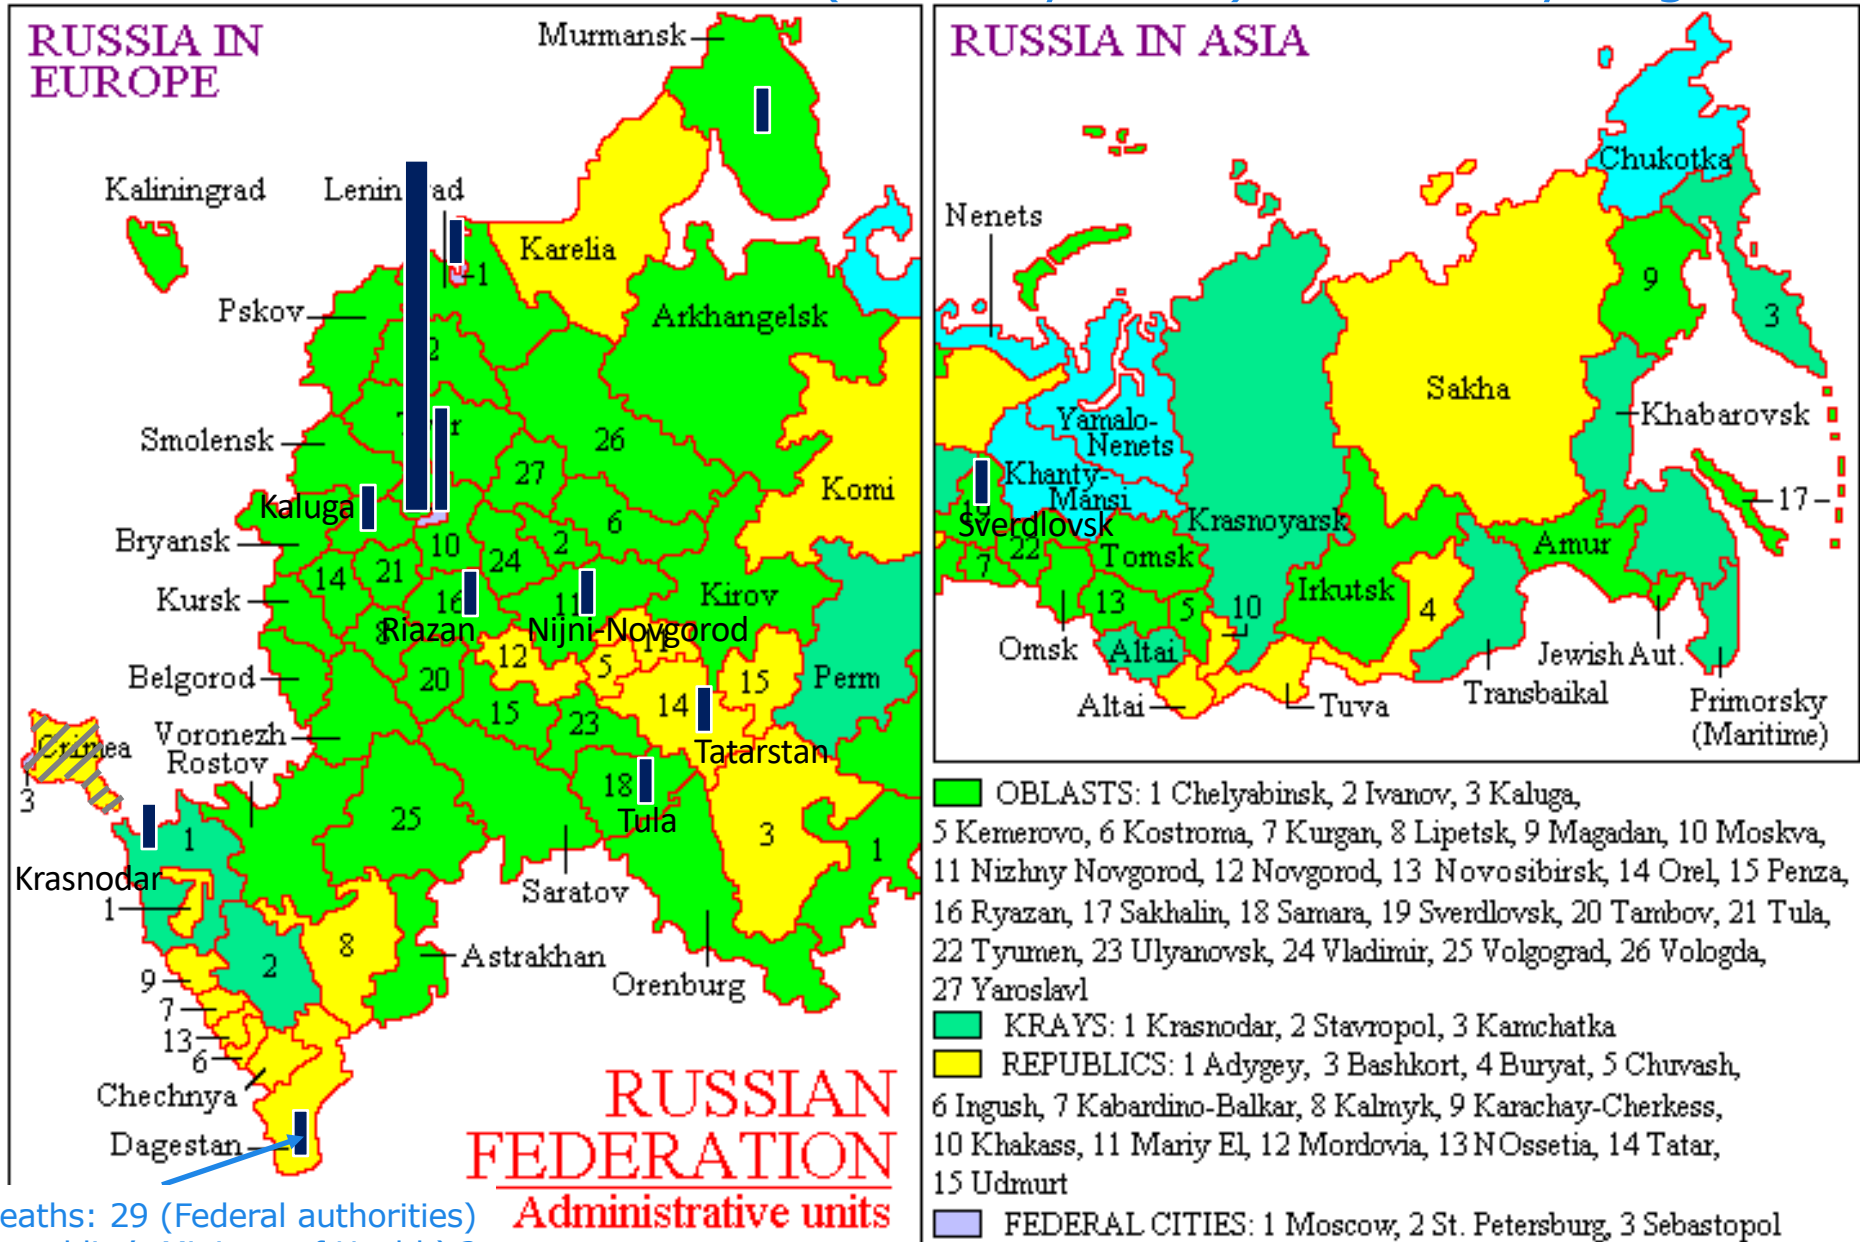 RUSSIA IN
EUROPE
Murmansk
Kaliningrad
Karelia
1
Pskov
Arkhangelsk
2
Smolensk
26
27
Komi
Kaluga
6
Bryansk
10
2
24
14
21
Kursk
16
11
Kirov
8
Riazan
Nijni-Novgorod
12
5
11
15
Perm
Belgorod
20
14
15
23
Crimea
Voronezh
Rostov
Tatarstan
3
18
Tula
25
1
3
1
Krasnodar
Saratov
1
8
2
Astrakhan
Orenburg
9
7
13
6
Chechnya
Dagestan
RUSSIAN
FEDERATION
Administrative units
eaths: 29 (Federal authorities)
RUSSIA IN ASIA
Chukotka
Nenets
9
3
Sakha
Yamalo-
Nenets
Khabarovsk
Khanty-
Mansi
17
Sverdlovsk
Krasnoyarsk
22
7
Tomsk
Amur
13
5
10
Irkutsk
4
Omsk
Altai
Jewish Aut.
Altai
Tuva
Transbaikal
Primorsky
(Maritime)
OBLASTS: 1 Chelyabinsk, 2 Ivanov, 3 Kaluga,
5 Kemerovo, 6 Kostroma, 7 Kurgan, 8 Lipetsk, 9 Magadan, 10 Moskva,
11 Nizhny Novgorod, 12 Novgorod, 13 Novosibirsk, 14 Orel, 15 Penza,
16 Ryazan, 17 Sakhalin, 18 Samara, 19 Sverdlovsk, 20 Tambov, 21 Tula,
22 Tyumen, 23 Ulyanovsk, 24 Vladimir, 25 Volgograd, 26 Vologda,
27 Yaroslavl
KRAYS: 1 Krasnodar, 2 Stavropol, 3 Kamchatka
REPUBLICS: 1 Adygey, 3 Bashkort, 4 Buryat, 5 Chuvash,
6 Ingush, 7 Kabardino-Balkar, 8 Kalmyk, 9 Karachay-Cherkess,
10 Khakass, 11 Mariy El, 12 Mordovia, 13 NOssetia, 14 Tatar,
15 Udmurt
FEDERAL CITIES: 1 Moscow, 2 St. Petersburg, 3 Sebastopol